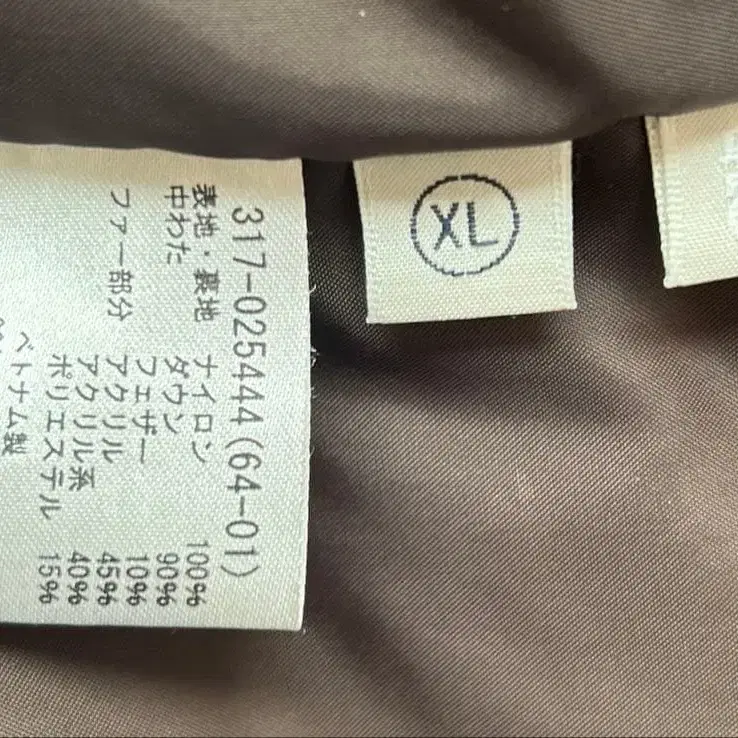 317-025444(64-01)
表地・裏地 ナイロン 100%
中わた ダウン 90%
フェザー 10%
ファー部分 アクリル 45%
アクリル系 40%
ポリエステル 15%
ベトナム製
XL